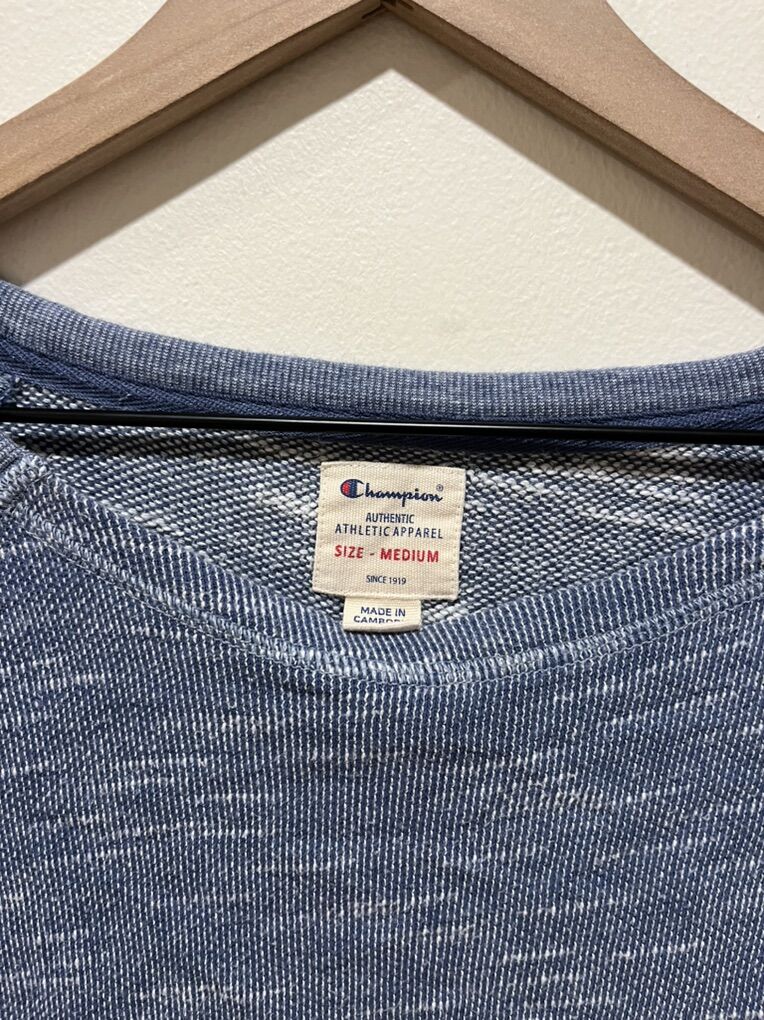 Champion®
AUTHENTIC
ATHLETIC APPAREL
SIZE - MEDIUM
SINCE 1919
MADE IN